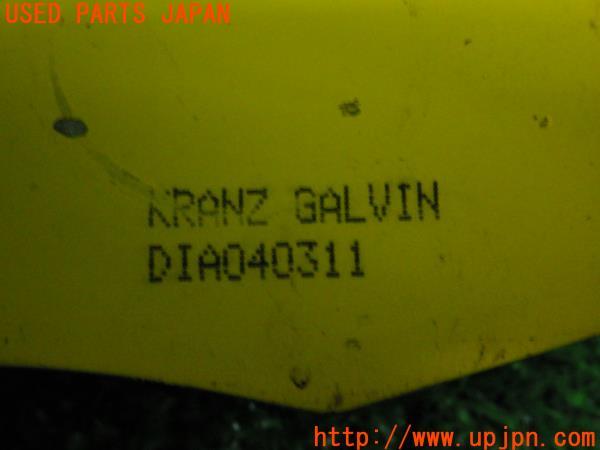 USED PARTS JAPAN
KRANZ GALVIN
DIA040311
http://www.upjpn.com